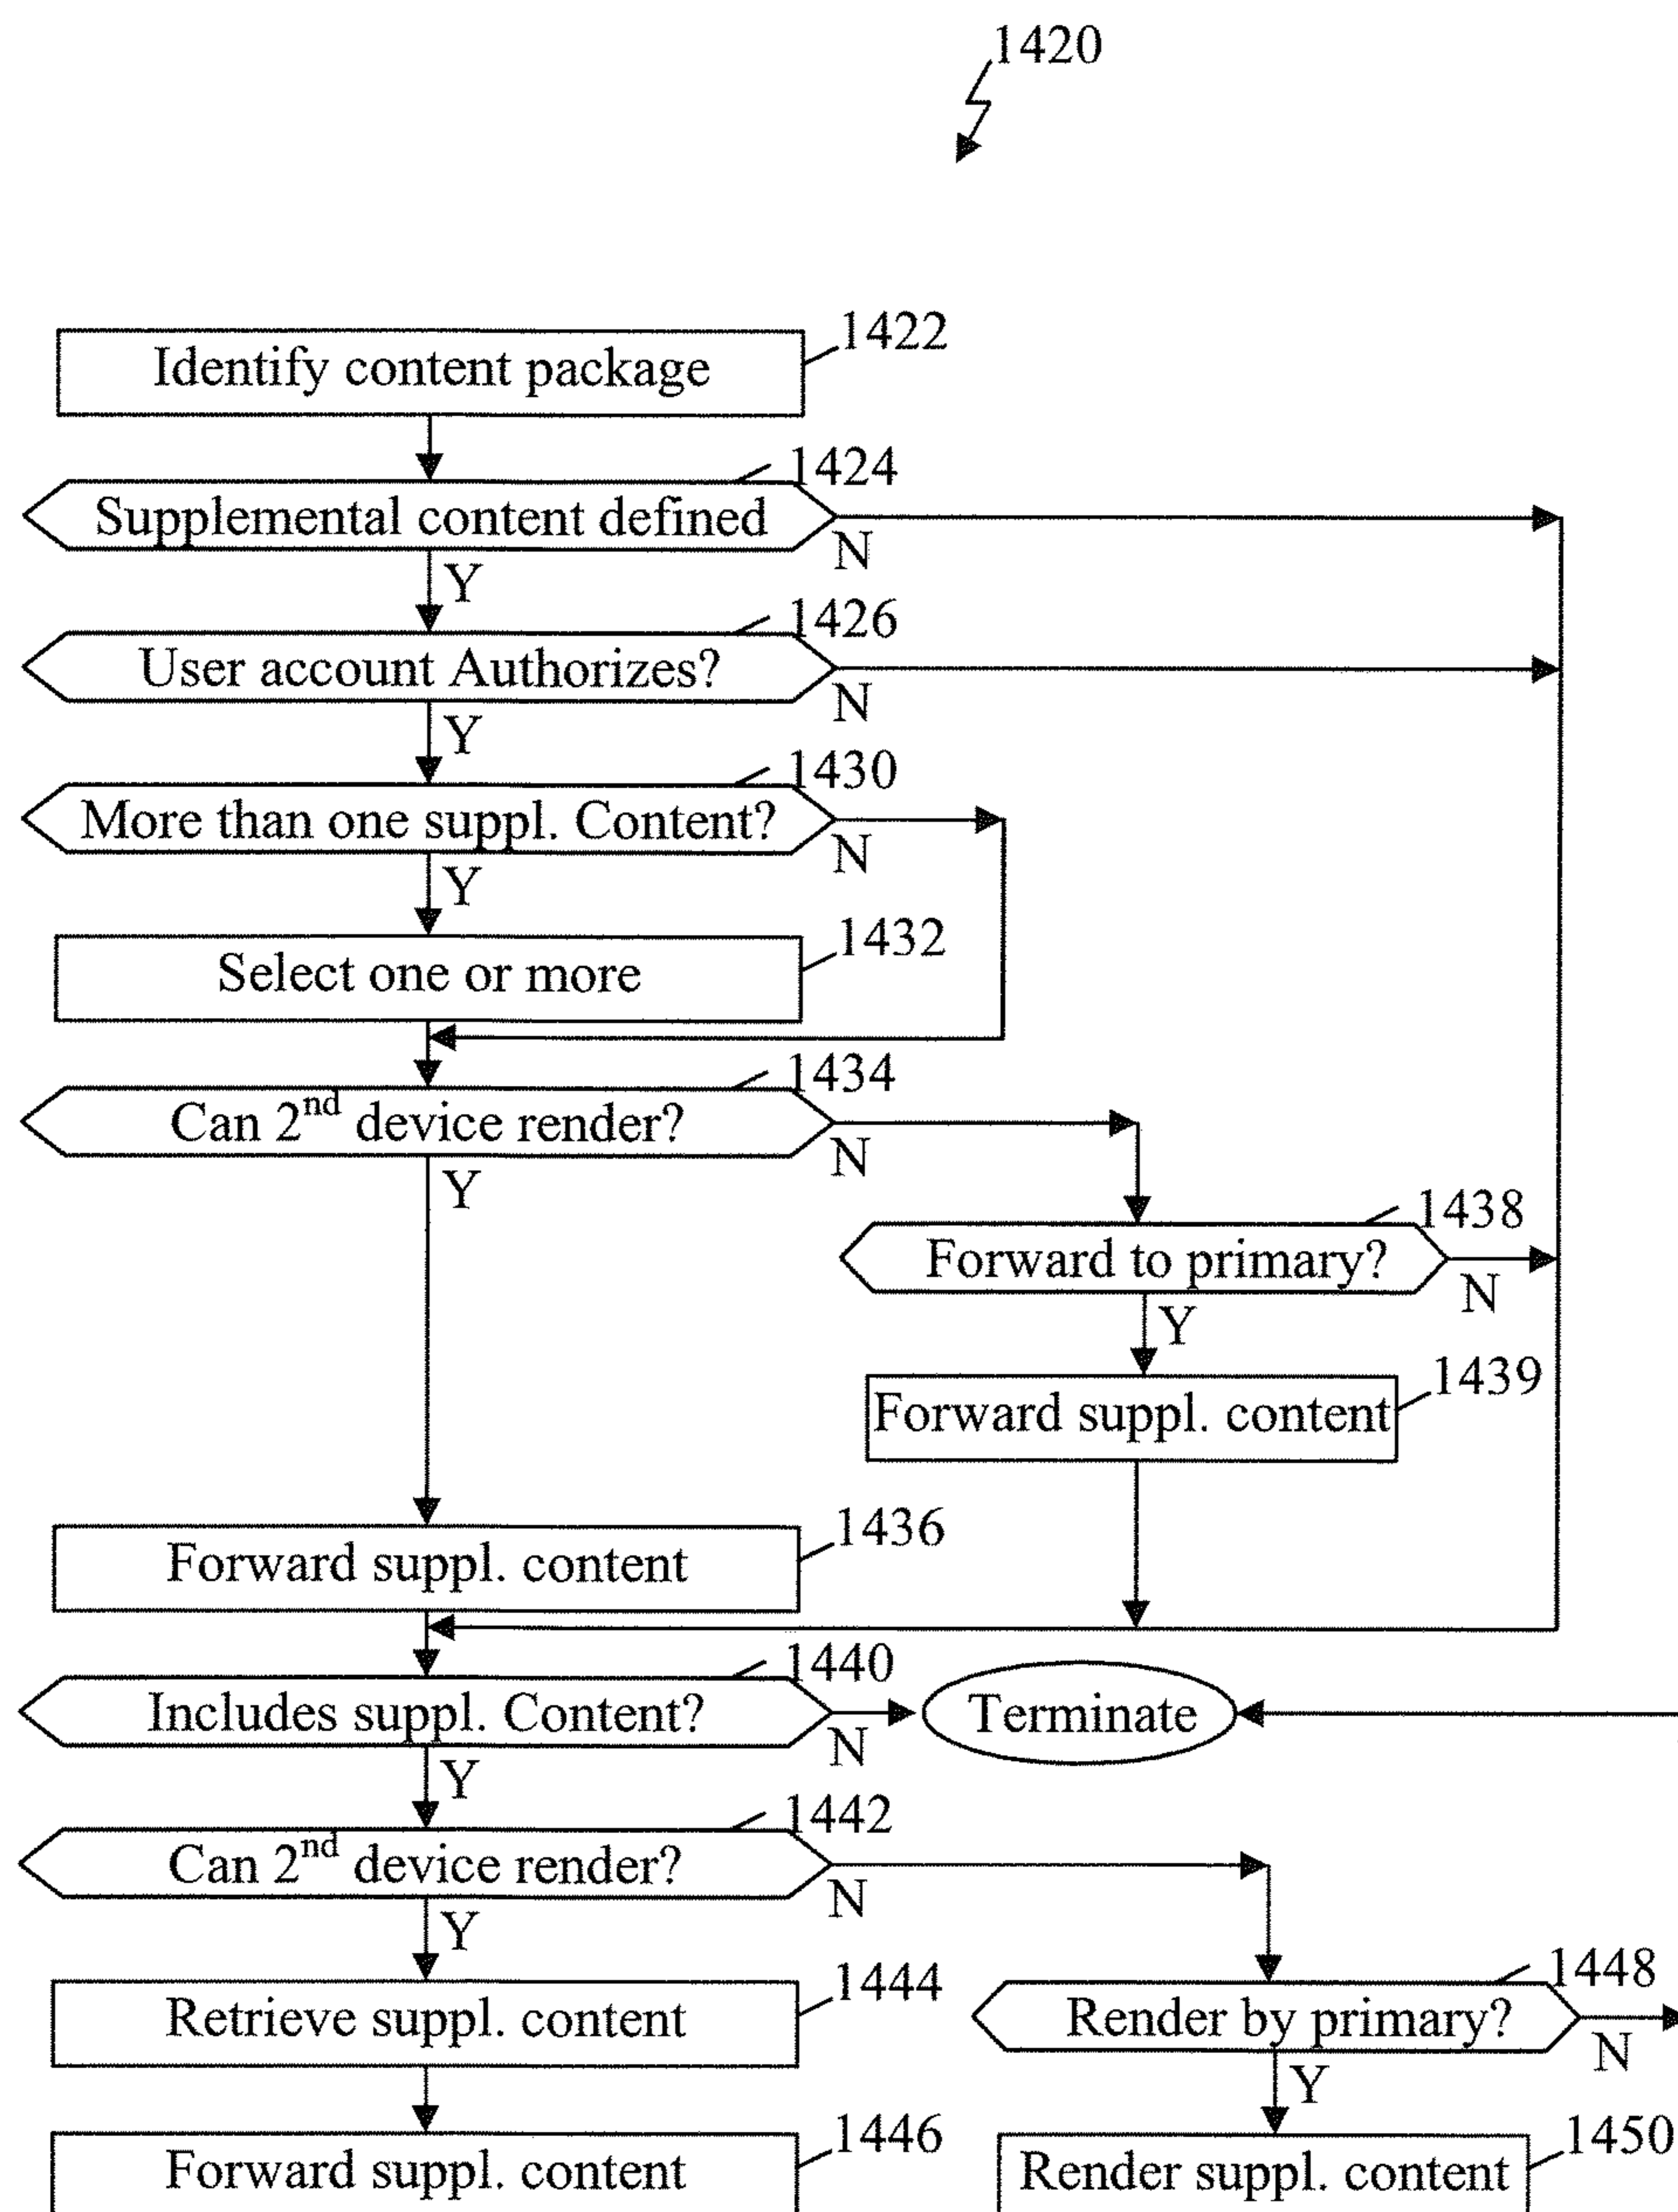 1420
1422
Identify content package
1424
Supplemental content defined
N
Y
1426
User account Authorizes?
N
Y
1430
More than one suppl. Content?
N
Y
1432
Select one or more
1434
Can 2nd device render?
N
Y
1438
Forward to primary?
N
Y
1439
Forward suppl. content
1436
Forward suppl. content
1440
Includes suppl. Content?
N
Terminate
Y
1442
Can 2nd device render?
N
Y
1444
Retrieve suppl. content
1448
Render by primary?
N
Y
1446
Forward suppl. content
1450
Render suppl. content